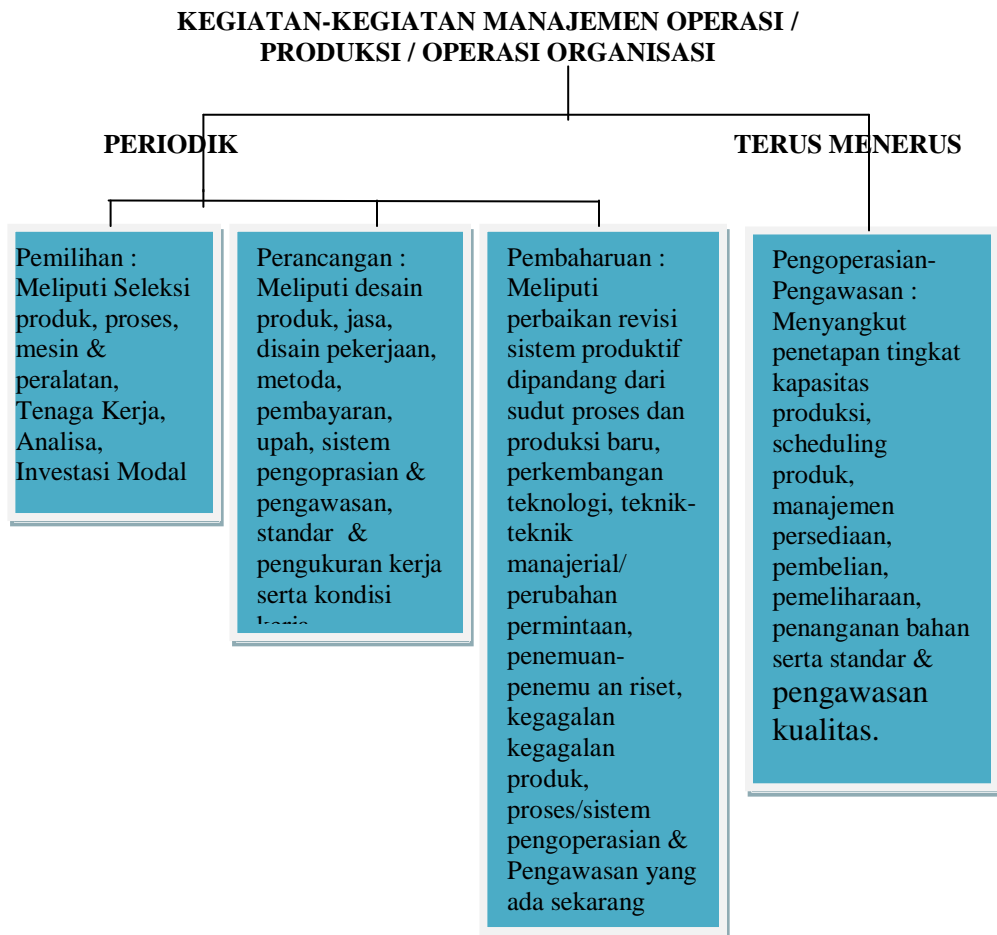 KEGIATAN-KEGIATAN MANAJEMEN OPERASI /
PRODUKSI / OPERASI ORGANISASI
PERIODIK
TERUS MENERUS
Pemilihan :
Meliputi Seleksi
produk, proses,
mesin &
peralatan,
Tenaga Kerja,
Analisa,
Investasi Modal
Perancangan :
Meliputi desain
produk, jasa,
disain pekerjaan,
metoda,
pembayaran,
upah, sistem
pengoprasian &
pengawasan,
standar &
pengukuran kerja
serta kondisi
Pembaharuan :
Meliputi
perbaikan revisi
sistem produktif
dipandang dari
sudut proses dan
produksi baru,
perkembangan
teknologi, teknik-
teknik
manajerial/
perubahan
permintaan,
penemuan-
penemu an riset,
kegagalan
kegagalan
produk,
proses/sistem
pengoperasian &
Pengawasan yang
ada sekarang
Pengoperasian-
Pengawasan :
Menyangkut
penetapan tingkat
kapasitas
produksi,
scheduling
produk,
manajemen
persediaan,
pembelian,
pemeliharaan,
penanganan bahan
serta standar &
pengawasan
kualitas.